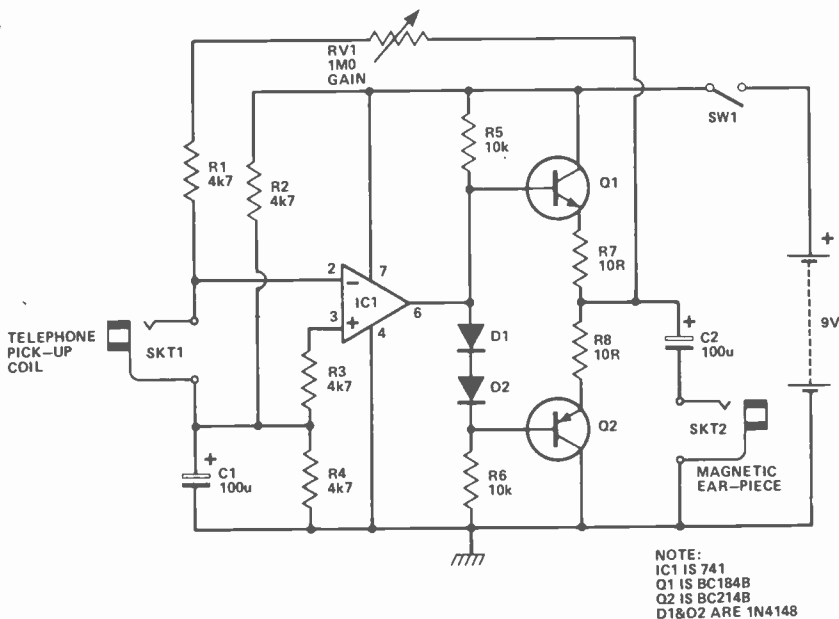 RV1
1M0
GAIN
SW1
R1
4k7
R2
4k7
R5
10k
Q1
R7
10R
2
7
IC1
6
3
4
+
9V
TELEPHONE
PICK-UP
COIL
SKT1
R3
4k7
D1
D2
R8
10R
+
C2
100u
Q2
SKT2
+
C1
100u
R4
4k7
R6
10k
MAGNETIC
EAR-PIECE
NOTE:
IC1 IS 741
Q1 IS BC184B
Q2 IS BC214B
D1&D2 ARE 1N4148